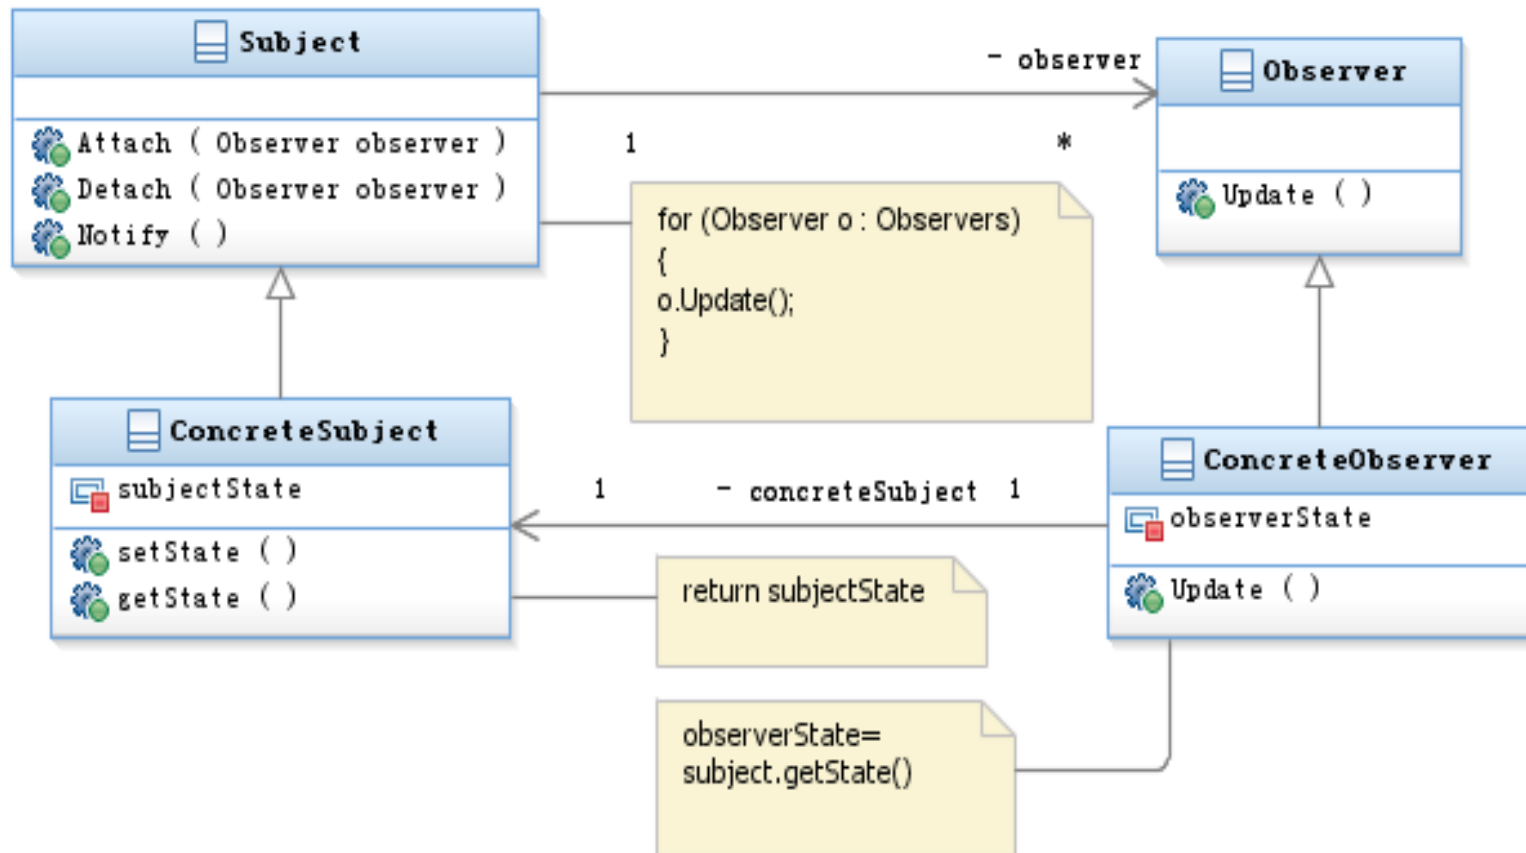 Subject
Attach ( Observer observer )
Detach ( Observer observer )
Notify ( )
- observer
1
*
Observer
Update ( )
for (Observer o : Observers)
{
o.Update();
}
ConcreteSubject
subjectState
setState ( )
getState ( )
1
- concreteSubject
1
ConcreteObserver
observerState
Update ( )
return subjectState
observerState=
subject.getState()